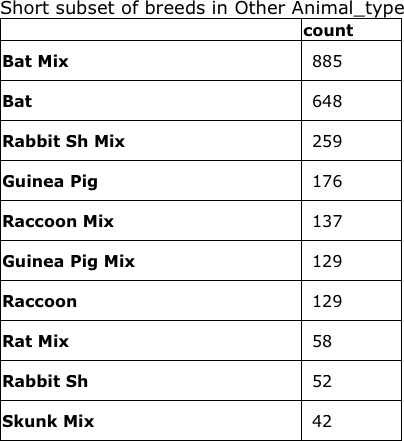 Short subset of breeds in Other Animal_type
count
Bat Mix 885
Bat 648
Rabbit Sh Mix 259
Guinea Pig 176
Raccoon Mix 137
Guinea Pig Mix 129
Raccoon 129
Rat Mix 58
Rabbit Sh 52
Skunk Mix 42